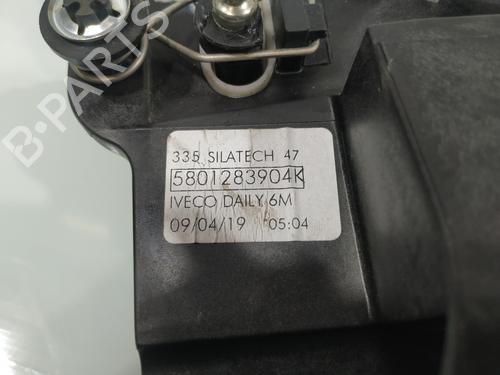 B-PARTS
335 SILATECH 47
5801283904K
IVECO DAILY 6M
09/04/19 05:04